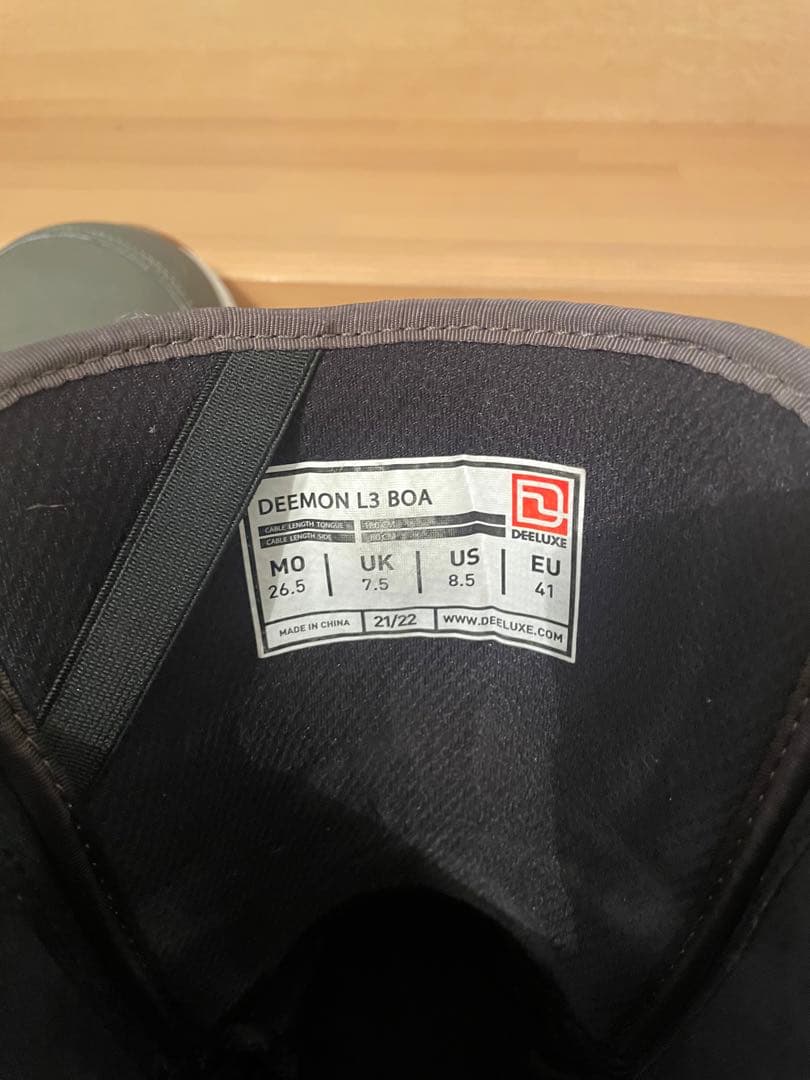 DEEMON L3 BOA
DEELUXE
CABLE LENGTH TONGUE
CABLE LENGTH SIDE
MO UK US EU
26.5 7.5 8.5 41
MADE IN CHINA 21/22 WWW.DEELUXE.COM